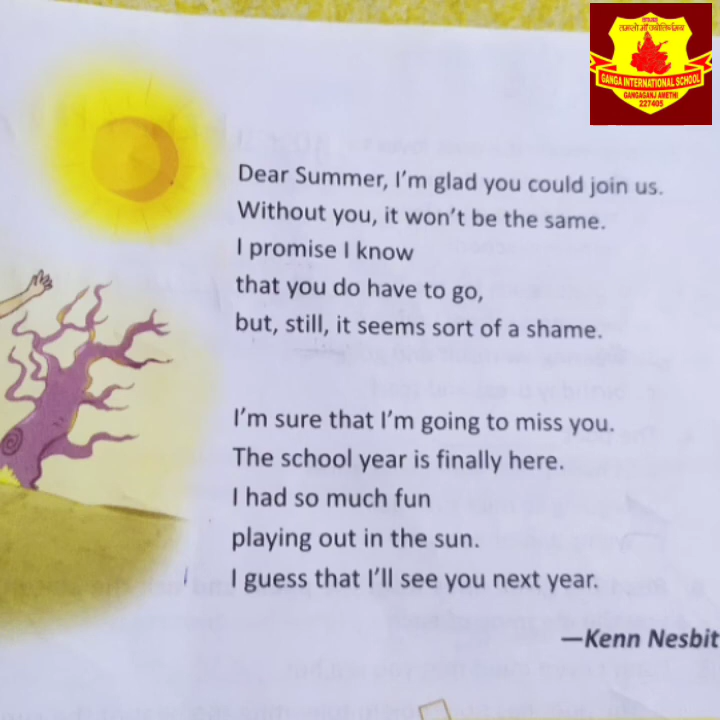 तमसो मा ज्योतिर्गमय
GANGA INTERNATIONAL SCHOOL
GANGAGANJ AMETHI
227405
Dear Summer, I'm glad you could join us.
Without you, it won't be the same.
I promise I know
that you do have to go,
but, still, it seems sort of a shame.
I'm sure that I'm going to miss you.
The school year is finally here.
I had so much fun
playing out in the sun.
I guess that I'll see you next year.
—Kenn Nesbit